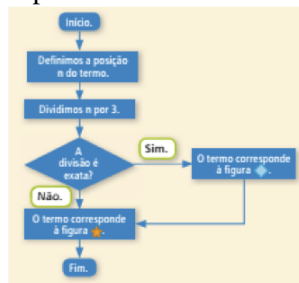 Início.
Definimos a posição
n do termo.
Dividimos n por 3.
A
divisão é
exata?
Sim.
O termo corresponde
à figura .
Não.
O termo corresponde
à figura .
Fim.